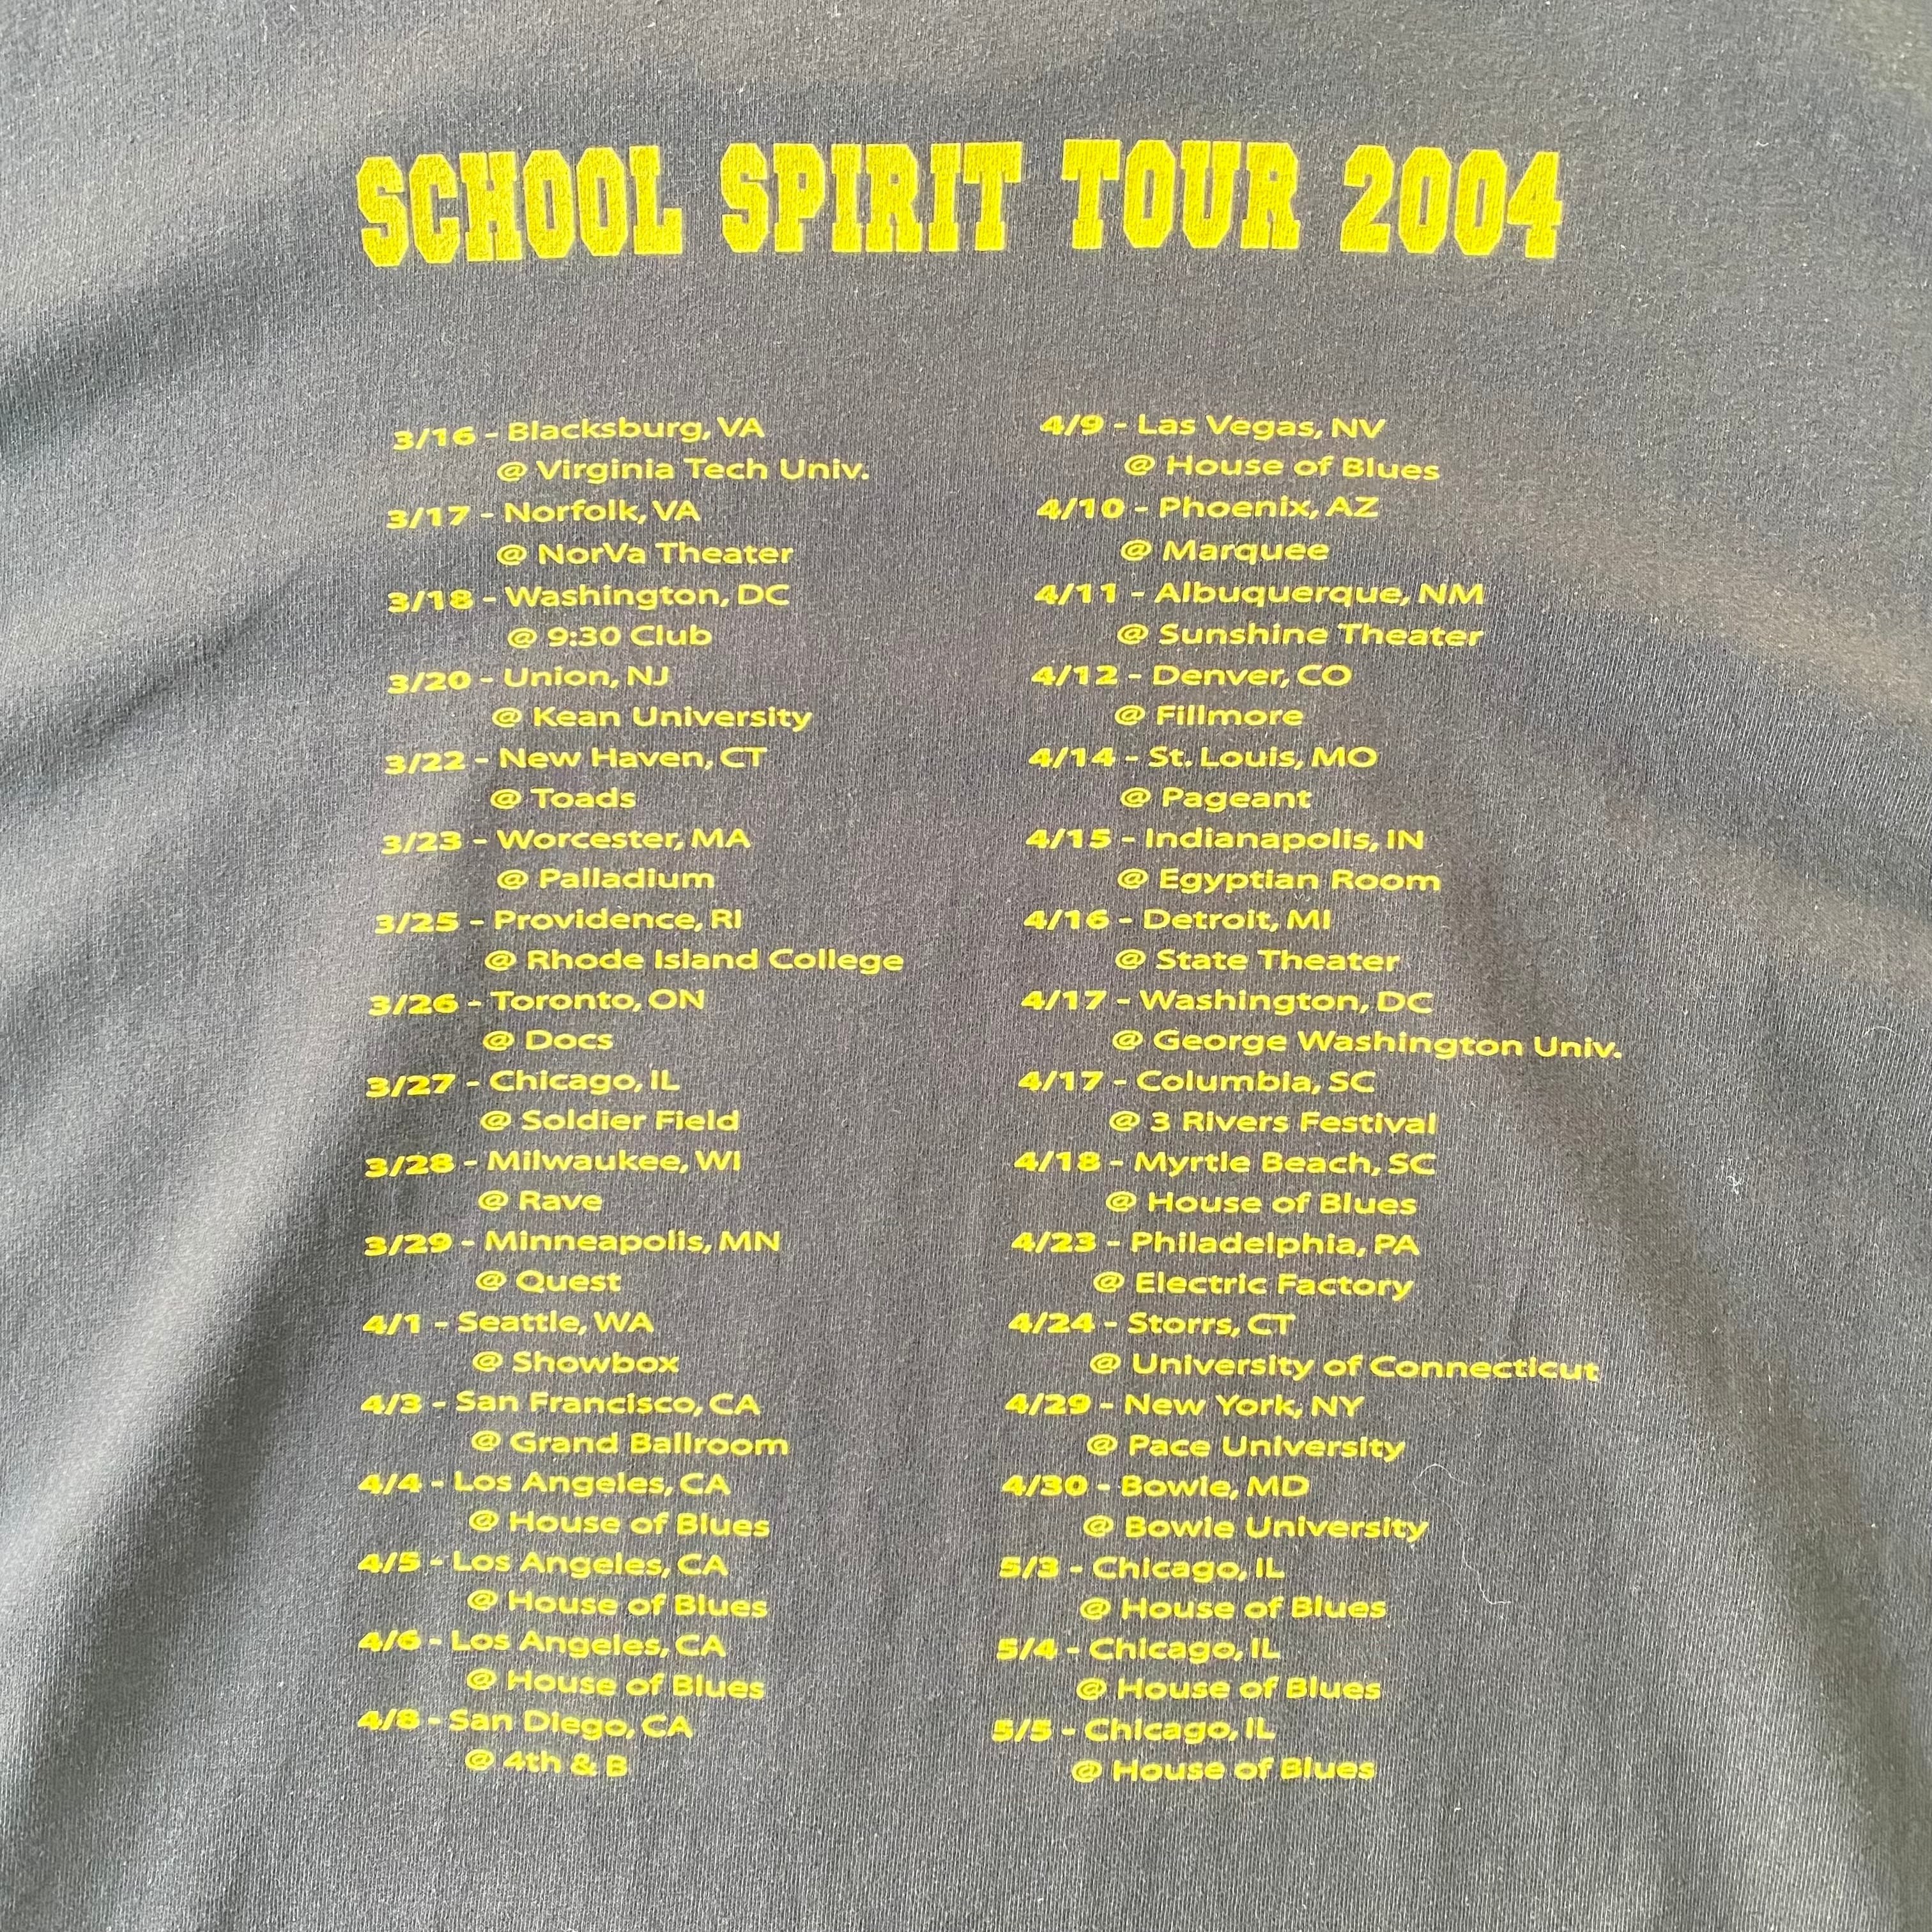 SCHOOL SPIRIT TOUR 2004
3/16 - Blacksburg, VA
@ Virginia Tech Univ.
3/17 - Norfolk, VA
@ NorVa Theater
3/18 - Washington, DC
@ 9:30 Club
3/20 - Union, NJ
@ Kean University
3/22 - New Haven, CT
@ Toads
3/23 - Worcester, MA
@ Palladium
3/25 - Providence, RI
@ Rhode Island College
3/26 - Toronto, ON
@ Docs
3/27 - Chicago, IL
@ Soldier Field
3/28 - Milwaukee, WI
@ Rave
3/29 - Minneapolis, MN
@ Quest
4/1 - Seattle, WA
@ Showbox
4/3 - San Francisco, CA
@ Grand Ballroom
4/4 - Los Angeles, CA
@ House of Blues
4/5 - Los Angeles, CA
@ House of Blues
4/6 - Los Angeles, CA
@ House of Blues
4/8 - San Diego, CA
@ 4th & B
4/9 - Las Vegas, NV
@ House of Blues
4/10 - Phoenix, AZ
@ Marquee
4/11 - Albuquerque, NM
@ Sunshine Theater
4/12 - Denver, CO
@ Fillmore
4/14 - St. Louis, MO
@ Pageant
4/15 - Indianapolis, IN
@ Egyptian Room
4/16 - Detroit, MI
@ State Theater
4/17 - Washington, DC
@ George Washington Univ.
4/17 - Columbia, SC
@ 3 Rivers Festival
4/18 - Myrtle Beach, SC
@ House of Blues
4/23 - Philadelphia, PA
@ Electric Factory
4/24 - Storrs, CT
@ University of Connecticut
4/29 - New York, NY
@ Pace University
4/30 - Bowie, MD
@ Bowie University
5/3 - Chicago, IL
@ House of Blues
5/4 - Chicago, IL
@ House of Blues
5/5 - Chicago, IL
@ House of Blues